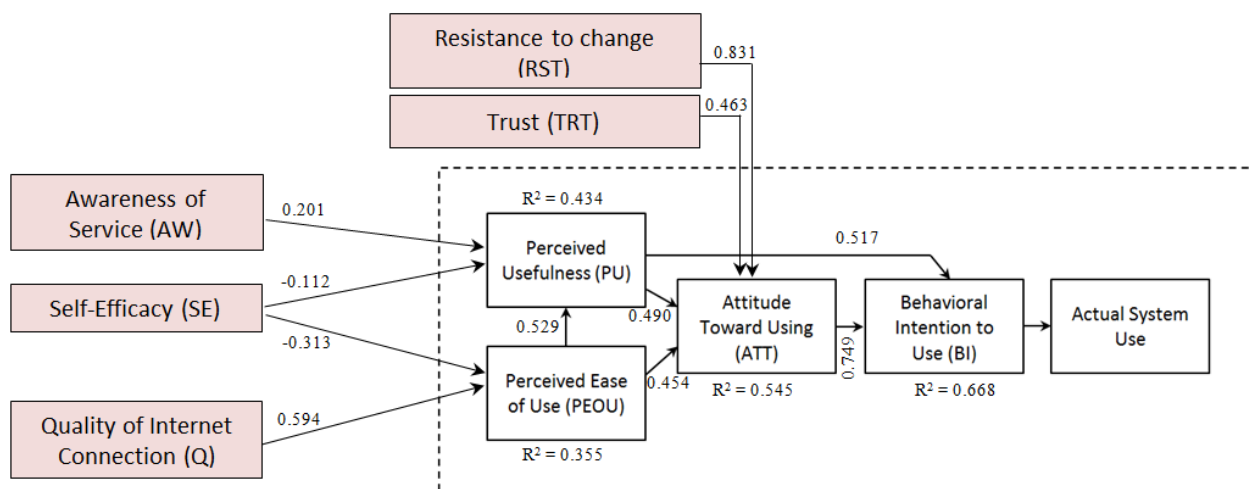 Resistance to change
(RST)
0.831
Trust (TRT)
0.463
Awareness of
Service (AW)
0.201
R² = 0.434
Perceived
Usefulness (PU)
0.517
Self-Efficacy (SE)
-0.112
-0.313
0.529
0.490
Attitude
Toward Using
(ATT)
R² = 0.545
0.749
Behavioral
Intention to
Use (BI)
R² = 0.668
Actual System
Use
Perceived Ease
of Use (PEOU)
0.454
R² = 0.355
Quality of Internet
Connection (Q)
0.594